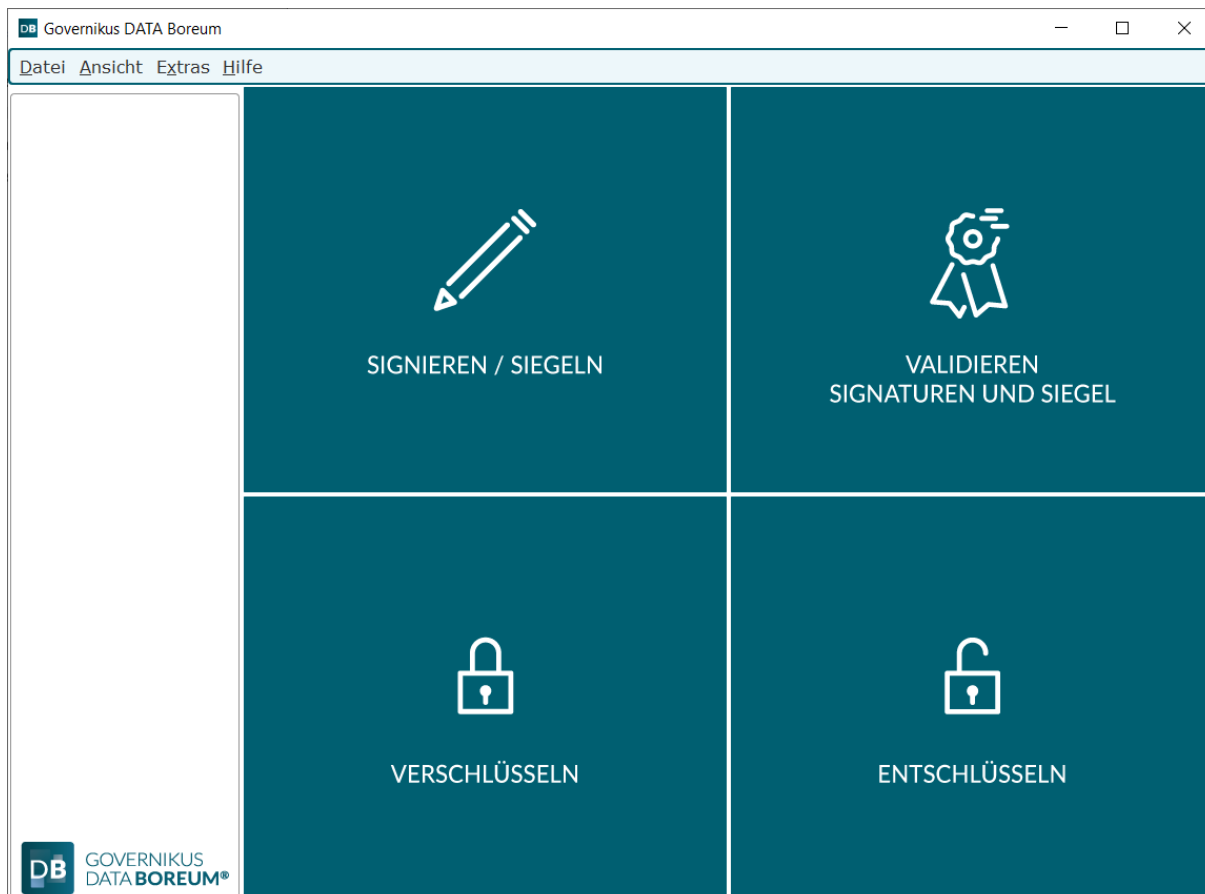 DB Governikus DATA Boreum
Datei Ansicht Extras Hilfe
SIGNIEREN / SIEGELN
VALIDIEREN
SIGNATUREN UND SIEGEL
VERSCHLÜSSELN
ENTSCHLÜSSELN
DB GOVERNIKUS
DATA BOREUM®